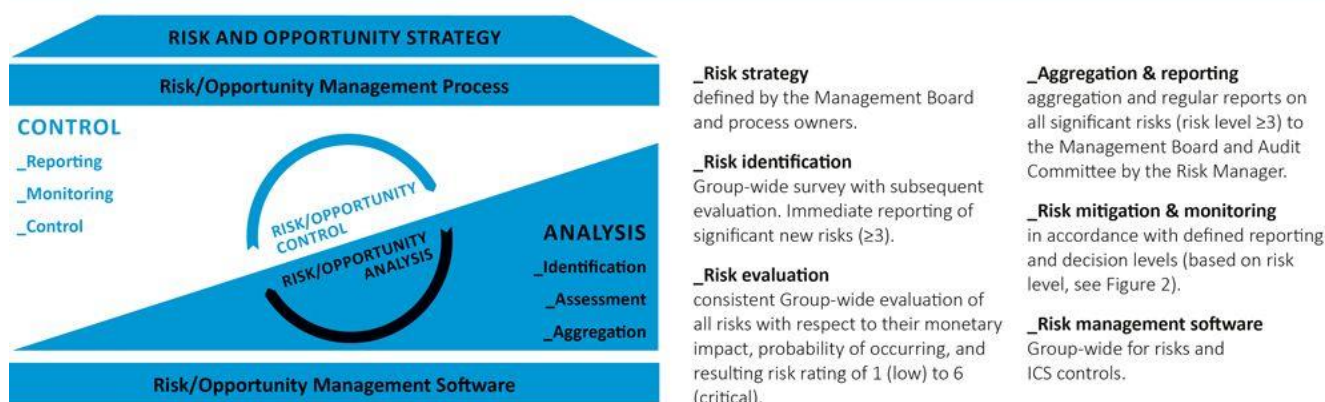 RISK AND OPPORTUNITY STRATEGY
Risk/Opportunity Management Process
CONTROL
_Reporting
_Monitoring
_Control
RISK/OPPORTUNITY
CONTROL
RISK/OPPORTUNITY
ANALYSIS
ANALYSIS
_Identification
_Assessment
_Aggregation
Risk/Opportunity Management Software
_Risk strategy
defined by the Management Board
and process owners.
_Risk identification
Group-wide survey with subsequent
evaluation. Immediate reporting of
significant new risks (≥3).
_Risk evaluation
consistent Group-wide evaluation of
all risks with respect to their monetary
impact, probability of occurring, and
resulting risk rating of 1 (low) to 6
(critical).
_Aggregation & reporting
aggregation and regular reports on
all significant risks (risk level ≥3) to
the Management Board and Audit
Committee by the Risk Manager.
_Risk mitigation & monitoring
in accordance with defined reporting
and decision levels (based on risk
level, see Figure 2).
_Risk management software
Group-wide for risks and
ICS controls.